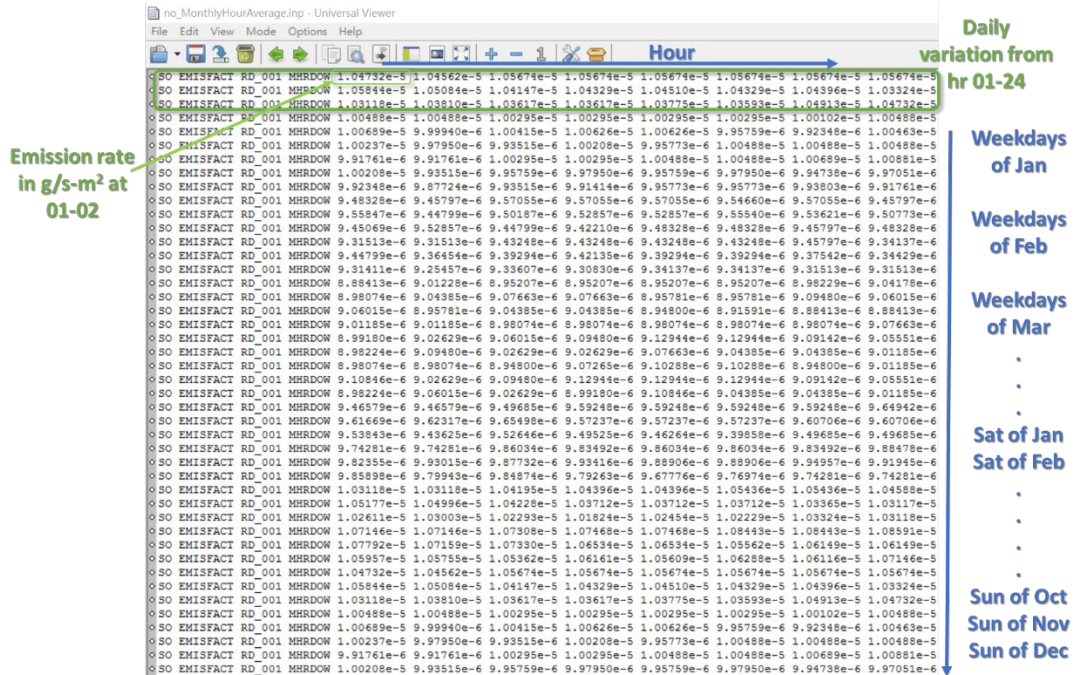 no_MonthlyHourAverage.inp - Universal Viewer
File Edit View Mode Options Help
Hour
Daily
variation from
hr 01-24
SO EMISFACT RD_001 MHRDOW 1.04732e-5 1.04562e-5 1.05674e-5 1.05674e-5 1.05674e-5 1.05674e-5 1.05674e-5 1.05674e-5
SO EMISFACT RD_001 MHRDOW 1.05844e-5 1.05084e-5 1.04147e-5 1.04329e-5 1.04510e-5 1.04329e-5 1.04396e-5 1.03324e-5
SO EMISFACT RD_001 MHRDOW 1.03118e-5 1.03810e-5 1.03617e-5 1.03617e-5 1.03775e-5 1.03593e-5 1.04913e-5 1.04732e-5
SO EMISFACT RD_001 MHRDOW 1.00488e-5 1.00488e-5 1.00295e-5 1.00295e-5 1.00295e-5 1.00295e-5 1.00102e-5 1.00488e-5
SO EMISFACT RD_001 MHRDOW 1.00689e-5 9.99940e-6 1.00415e-5 1.00626e-5 1.00626e-5 9.95759e-6 9.92348e-6 1.00463e-5
SO EMISFACT RD_001 MHRDOW 1.00237e-5 9.97950e-6 9.93515e-6 1.00208e-5 9.95773e-6 1.00488e-5 1.00488e-5 1.00488e-5
SO EMISFACT RD_001 MHRDOW 9.91761e-6 9.91761e-6 1.00295e-5 1.00295e-5 1.00488e-5 1.00488e-5 1.00689e-5 1.00881e-5
SO EMISFACT RD_001 MHRDOW 1.00208e-5 9.93515e-6 9.95759e-6 9.97950e-6 9.95759e-6 9.97950e-6 9.94738e-6 9.97051e-6
SO EMISFACT RD_001 MHRDOW 9.92348e-6 9.87724e-6 9.93515e-6 9.91414e-6 9.95773e-6 9.95773e-6 9.93803e-6 9.91761e-6
SO EMISFACT RD_001 MHRDOW 9.48328e-6 9.45797e-6 9.57055e-6 9.57055e-6 9.57055e-6 9.54660e-6 9.57055e-6 9.45797e-6
SO EMISFACT RD_001 MHRDOW 9.55847e-6 9.44799e-6 9.50187e-6 9.52857e-6 9.52857e-6 9.55540e-6 9.53621e-6 9.50773e-6
SO EMISFACT RD_001 MHRDOW 9.45069e-6 9.52857e-6 9.44799e-6 9.42210e-6 9.48328e-6 9.48328e-6 9.45797e-6 9.48328e-6
SO EMISFACT RD_001 MHRDOW 9.31513e-6 9.31513e-6 9.43248e-6 9.43248e-6 9.43248e-6 9.43248e-6 9.45797e-6 9.34137e-6
SO EMISFACT RD_001 MHRDOW 9.44799e-6 9.36454e-6 9.39294e-6 9.42135e-6 9.39294e-6 9.39294e-6 9.37542e-6 9.34429e-6
SO EMISFACT RD_001 MHRDOW 9.31411e-6 9.25457e-6 9.33607e-6 9.30830e-6 9.34137e-6 9.34137e-6 9.31513e-6 9.31513e-6
SO EMISFACT RD_001 MHRDOW 8.88413e-6 9.01228e-6 8.95207e-6 8.95207e-6 8.95207e-6 8.95207e-6 8.98229e-6 9.04178e-6
SO EMISFACT RD_001 MHRDOW 8.98074e-6 9.04385e-6 9.07663e-6 9.07663e-6 8.95781e-6 8.95781e-6 9.09480e-6 9.06015e-6
SO EMISFACT RD_001 MHRDOW 9.06015e-6 8.95781e-6 9.04385e-6 9.04385e-6 8.94800e-6 8.91591e-6 8.88413e-6 8.88413e-6
SO EMISFACT RD_001 MHRDOW 9.01185e-6 9.01185e-6 8.98074e-6 8.98074e-6 8.98074e-6 8.98074e-6 8.98074e-6 9.07663e-6
SO EMISFACT RD_001 MHRDOW 8.99180e-6 9.02629e-6 9.06015e-6 9.09480e-6 9.12944e-6 9.12944e-6 9.09142e-6 9.05551e-6
SO EMISFACT RD_001 MHRDOW 8.98224e-6 9.09480e-6 9.02629e-6 9.02629e-6 9.07663e-6 9.04385e-6 9.04385e-6 9.01185e-6
SO EMISFACT RD_001 MHRDOW 8.98074e-6 8.98074e-6 8.94800e-6 9.07265e-6 9.10288e-6 9.10288e-6 8.94800e-6 9.01185e-6
SO EMISFACT RD_001 MHRDOW 9.10846e-6 9.02629e-6 9.09480e-6 9.12944e-6 9.12944e-6 9.12944e-6 9.09142e-6 9.05551e-6
SO EMISFACT RD_001 MHRDOW 8.98224e-6 9.06015e-6 9.02629e-6 8.99180e-6 9.10846e-6 9.04385e-6 9.04385e-6 9.01185e-6
SO EMISFACT RD_001 MHRDOW 9.46579e-6 9.46579e-6 9.49685e-6 9.59248e-6 9.59248e-6 9.59248e-6 9.59248e-6 9.64942e-6
SO EMISFACT RD_001 MHRDOW 9.61669e-6 9.62317e-6 9.65498e-6 9.57237e-6 9.57237e-6 9.57237e-6 9.60706e-6 9.60706e-6
SO EMISFACT RD_001 MHRDOW 9.53843e-6 9.43625e-6 9.52646e-6 9.49525e-6 9.46264e-6 9.39858e-6 9.49685e-6 9.49685e-6
SO EMISFACT RD_001 MHRDOW 9.74281e-6 9.74281e-6 9.86034e-6 9.83492e-6 9.86034e-6 9.86034e-6 9.83492e-6 9.88478e-6
SO EMISFACT RD_001 MHRDOW 9.82355e-6 9.93015e-6 9.87732e-6 9.93416e-6 9.88906e-6 9.88906e-6 9.94957e-6 9.91945e-6
SO EMISFACT RD_001 MHRDOW 9.85898e-6 9.79943e-6 9.84874e-6 9.79263e-6 9.67776e-6 9.76974e-6 9.74281e-6 9.74281e-6
SO EMISFACT RD_001 MHRDOW 1.03118e-5 1.03118e-5 1.04195e-5 1.04396e-5 1.04396e-5 1.05436e-5 1.05436e-5 1.04588e-5
SO EMISFACT RD_001 MHRDOW 1.05177e-5 1.04996e-5 1.04228e-5 1.03712e-5 1.03712e-5 1.03712e-5 1.03365e-5 1.03117e-5
SO EMISFACT RD_001 MHRDOW 1.02611e-5 1.03003e-5 1.02293e-5 1.01824e-5 1.02454e-5 1.02229e-5 1.03324e-5 1.03118e-5
SO EMISFACT RD_001 MHRDOW 1.07146e-5 1.07146e-5 1.07308e-5 1.07468e-5 1.07468e-5 1.08443e-5 1.08443e-5 1.08591e-5
SO EMISFACT RD_001 MHRDOW 1.07792e-5 1.07159e-5 1.07330e-5 1.06534e-5 1.06534e-5 1.05562e-5 1.06149e-5 1.06149e-5
SO EMISFACT RD_001 MHRDOW 1.05957e-5 1.05755e-5 1.05362e-5 1.06161e-5 1.05609e-5 1.06288e-5 1.06116e-5 1.07146e-5
SO EMISFACT RD_001 MHRDOW 1.04732e-5 1.04562e-5 1.05674e-5 1.05674e-5 1.05674e-5 1.05674e-5 1.05674e-5 1.05674e-5
SO EMISFACT RD_001 MHRDOW 1.05844e-5 1.05084e-5 1.04147e-5 1.04329e-5 1.04510e-5 1.04329e-5 1.04396e-5 1.03324e-5
SO EMISFACT RD_001 MHRDOW 1.03118e-5 1.03810e-5 1.03617e-5 1.03617e-5 1.03775e-5 1.03593e-5 1.04913e-5 1.04732e-5
SO EMISFACT RD_001 MHRDOW 1.00488e-5 1.00488e-5 1.00295e-5 1.00295e-5 1.00295e-5 1.00295e-5 1.00102e-5 1.00488e-5
SO EMISFACT RD_001 MHRDOW 1.00689e-5 9.99940e-6 1.00415e-5 1.00626e-5 1.00626e-5 9.95759e-6 9.92348e-6 1.00463e-5
SO EMISFACT RD_001 MHRDOW 1.00237e-5 9.97950e-6 9.93515e-6 1.00208e-5 9.95773e-6 1.00488e-5 1.00488e-5 1.00488e-5
SO EMISFACT RD_001 MHRDOW 9.91761e-6 9.91761e-6 1.00295e-5 1.00295e-5 1.00488e-5 1.00488e-5 1.00689e-5 1.00881e-5
SO EMISFACT RD_001 MHRDOW 1.00208e-5 9.93515e-6 9.95759e-6 9.97950e-6 9.95759e-6 9.97950e-6 9.94738e-6 9.97051e-6
Emission rate
in g/s-m² at
01-02
Weekdays
of Jan
Weekdays
of Feb
Weekdays
of Mar
.
.
.
Sat of Jan
Sat of Feb
.
.
.
.
Sun of Oct
Sun of Nov
Sun of Dec